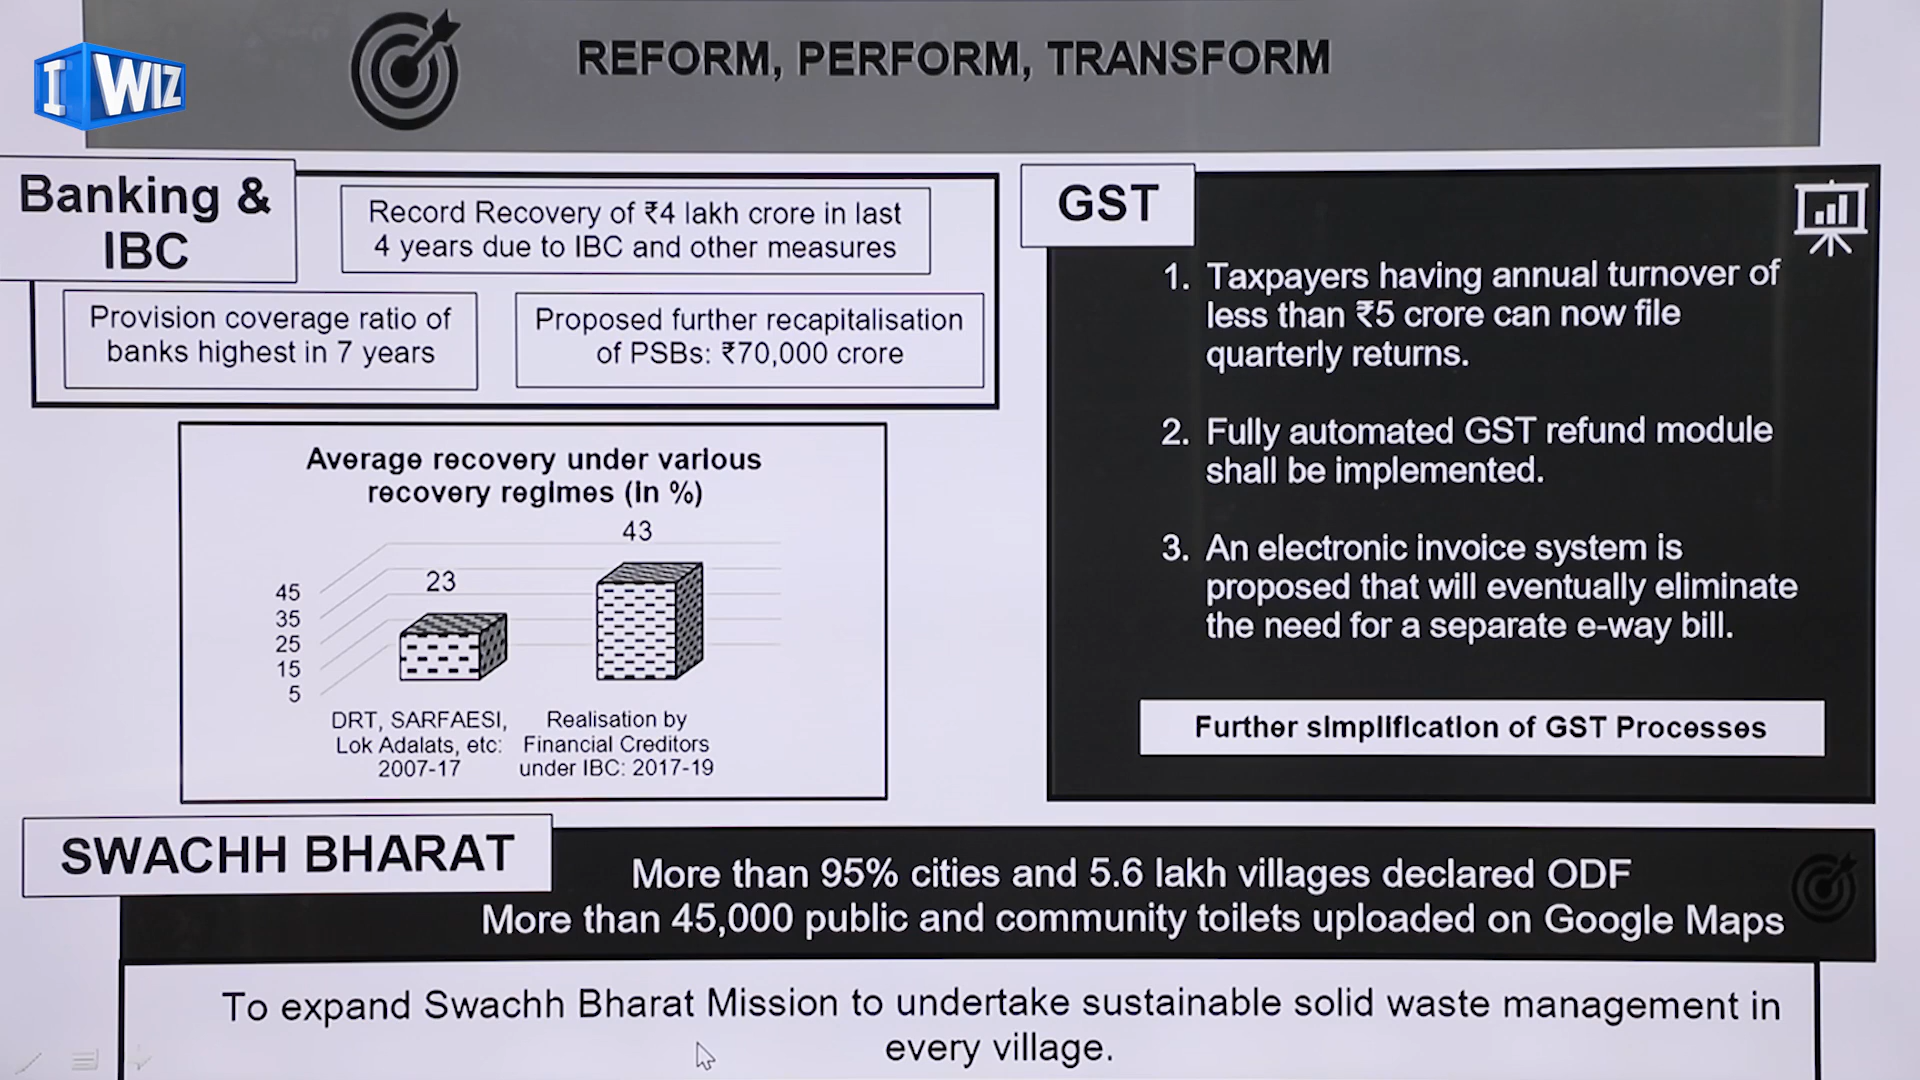 I WIZ
REFORM, PERFORM, TRANSFORM
Banking &
IBC
Record Recovery of ₹4 lakh crore in last
4 years due to IBC and other measures
Provision coverage ratio of
banks highest in 7 years
Proposed further recapitalisation
of PSBs: ₹70,000 crore
Average recovery under various
recovery regimes (in %)
43
23
45
35
25
15
5
DRT, SARFAESI,
Lok Adalats, etc:
2007-17
Realisation by
Financial Creditors
under IBC: 2017-19
GST
1. Taxpayers having annual turnover of
less than ₹5 crore can now file
quarterly returns.
2. Fully automated GST refund module
shall be implemented.
3. An electronic invoice system is
proposed that will eventually eliminate
the need for a separate e-way bill.
Further simplification of GST Processes
SWACHH BHARAT
More than 95% cities and 5.6 lakh villages declared ODF
More than 45,000 public and community toilets uploaded on Google Maps
To expand Swachh Bharat Mission to undertake sustainable solid waste management in
every village.